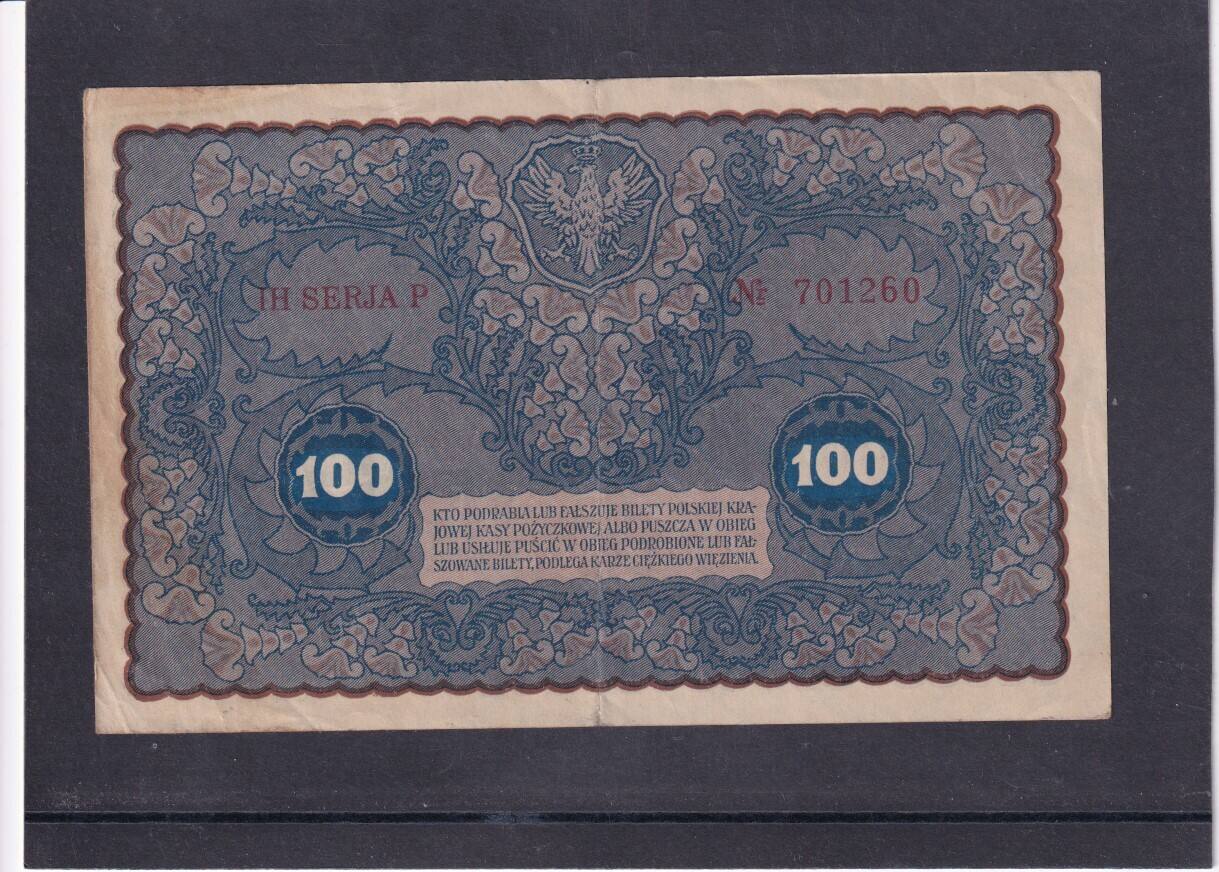 IH SERJA P
№ 701260
100
100
KTO PODRABIA LUB FAŁSZUJE BILETY POLSKIEJ KRA-
JOWEJ KASY POŻYCZKOWEJ ALBO PUSZCZA W OBIEG
LUB USIŁUJE PUŚCIĆ W OBIEG PODROBIONE LUB FAŁ-
SZOWANE BILETY, PODLEGA KARZE CIĘŻKIEGO WIĘZIENIA.